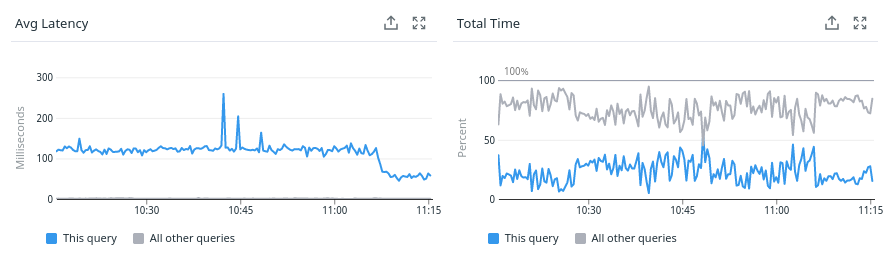 Avg Latency
300
200
100
0
Milliseconds
10:30
10:45
11:00
11:15
This query
All other queries
Total Time
100%
100
50
0
Percent
10:30
10:45
11:00
11:15
This query
All other queries